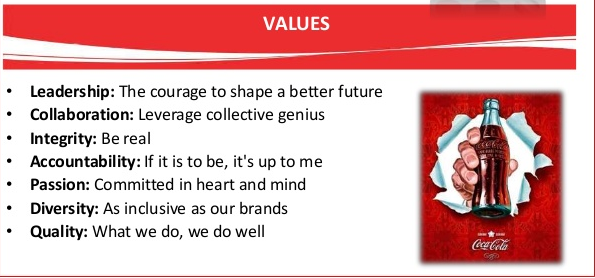 VALUES
• Leadership: The courage to shape a better future
• Collaboration: Leverage collective genius
• Integrity: Be real
• Accountability: If it is to be, it's up to me
• Passion: Committed in heart and mind
• Diversity: As inclusive as our brands
• Quality: What we do, we do well
Coca-Cola
Coca-Cola